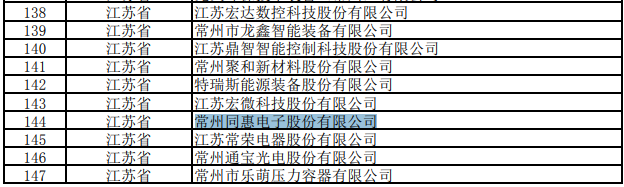 138 江苏省 江苏宏达数控科技股份有限公司
139 江苏省 常州市龙鑫智能装备有限公司
140 江苏省 江苏鼎智智能控制科技股份有限公司
141 江苏省 常州聚和新材料股份有限公司
142 江苏省 特瑞斯能源装备股份有限公司
143 江苏省 江苏宏微科技股份有限公司
144 江苏省 常州同惠电子股份有限公司
145 江苏省 江苏常荣电器股份有限公司
146 江苏省 常州通宝光电股份有限公司
147 江苏省 常州市乐萌压力容器有限公司